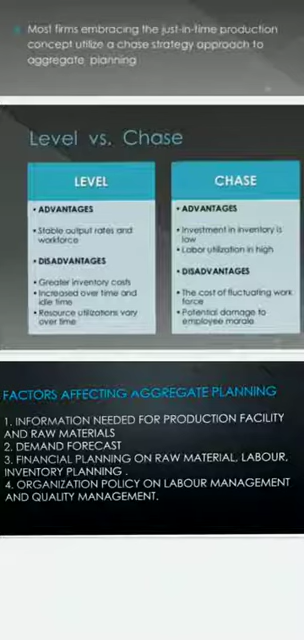 Most firms embracing the just-in-time production
concept utilize a chase strategy approach to
aggregate planning
Level vs. Chase
LEVEL
• ADVANTAGES
• Stable output rates and
workforce
• DISADVANTAGES
• Greater inventory costs
• Increased over time and
idle time
• Resource utilizations vary
over time
CHASE
• ADVANTAGES
• Investment in inventory is
low
• Labor utilization in high
• DISADVANTAGES
• The cost of fluctuating work
force
• Potential damage to
employee morale
FACTORS AFFECTING AGGREGATE PLANNING
1. INFORMATION NEEDED FOR PRODUCTION FACILITY
AND RAW MATERIALS
2. DEMAND FORECAST
3. FINANCIAL PLANNING ON RAW MATERIAL, LABOUR,
INVENTORY PLANNING .
4. ORGANIZATION POLICY ON LABOUR MANAGEMENT
AND QUALITY MANAGEMENT.